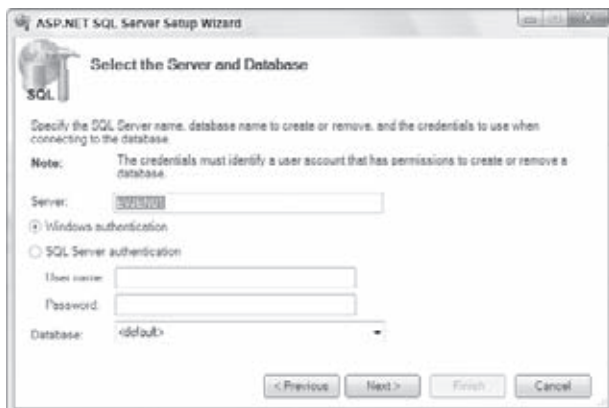 ASP.NET SQL Server Setup Wizard
Select the Server and Database
SQL
Specify the SQL Server name, database name to create or remove, and the credentials to use when
connecting to the database.
Note: The credentials must identify a user account that has permissions to create or remove a
database.
Server:
Windows authentication
SQL Server authentication
User name:
Password:
Database: <default>
< Previous Next > Finish Cancel